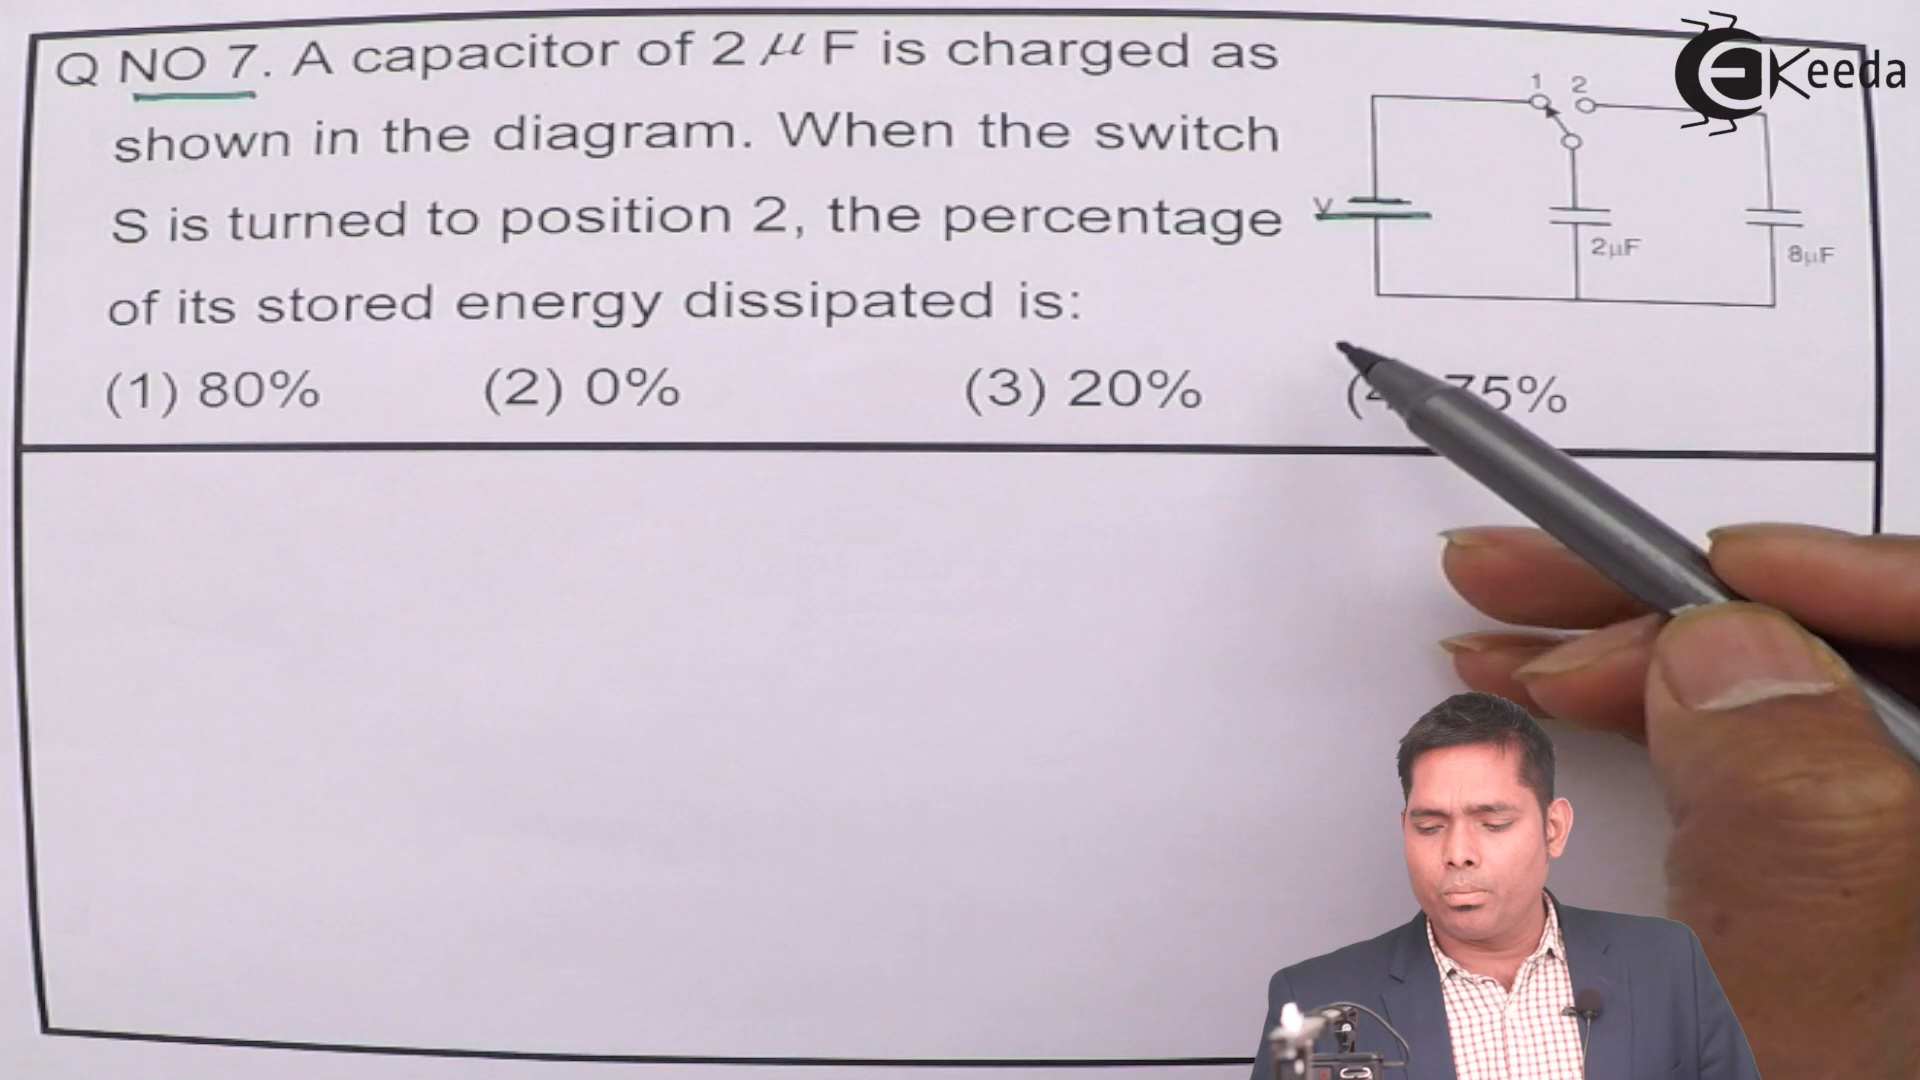 Q NO 7. A capacitor of 2 μ F is charged as
shown in the diagram. When the switch
S is turned to position 2, the percentage
of its stored energy dissipated is:
(1) 80% (2) 0% (3) 20% (4 75%
1 2
V
2μF
8μF
EKeeda